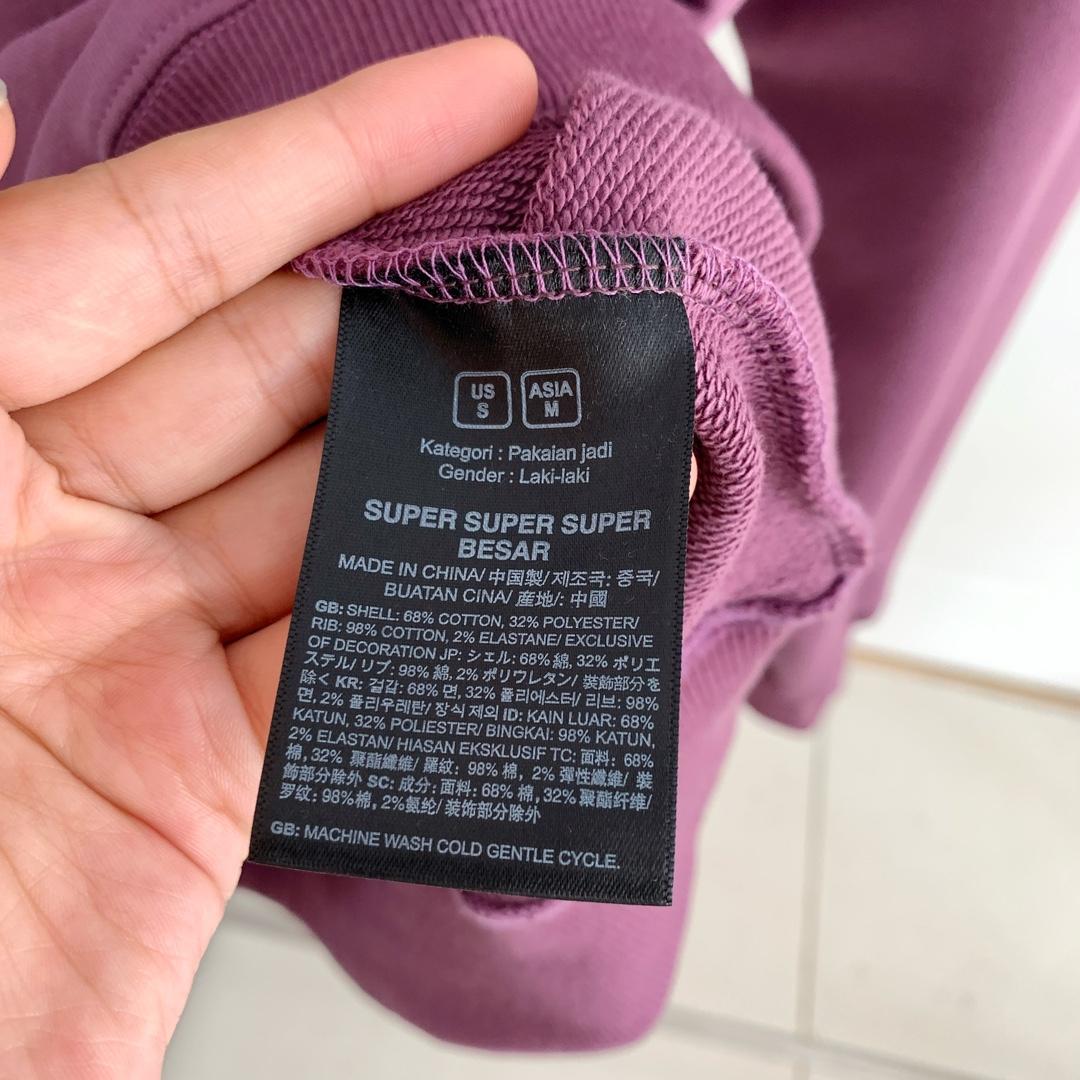 US
S
ASIA
M
Kategori : Pakaian jadi
Gender : Laki-laki
SUPER SUPER SUPER
BESAR
MADE IN CHINA/ 中国製/ 제조국: 중국/
BUATAN CINA/ 産地/: 中國
GB: SHELL: 68% COTTON, 32% POLYESTER/
RIB: 98% COTTON, 2% ELASTANE/ EXCLUSIVE
OF DECORATION JP: シェル: 68% 綿, 32% ポリエ
ステル/ リブ: 98% 綿, 2% ポリウレタン/ 装飾部分を
除く KR: 겉감: 68% 면, 32% 폴리에스터/ 리브: 98%
면, 2% 폴리우레탄/ 장식 제외 ID: KAIN LUAR: 68%
KATUN, 32% POLIESTER/ BINGKAI: 98% KATUN,
2% ELASTAN/ HIASAN EKSKLUSIF TC: 面料: 68%
棉, 32% 聚酯纖維/ 羅紋: 98% 棉, 2% 彈性纖維/ 裝
飾部分除外 SC: 成分: 面料: 68% 棉, 32% 聚酯纤维/
罗纹: 98% 棉, 2% 氨纶/ 装饰部分除外
GB: MACHINE WASH COLD GENTLE CYCLE.